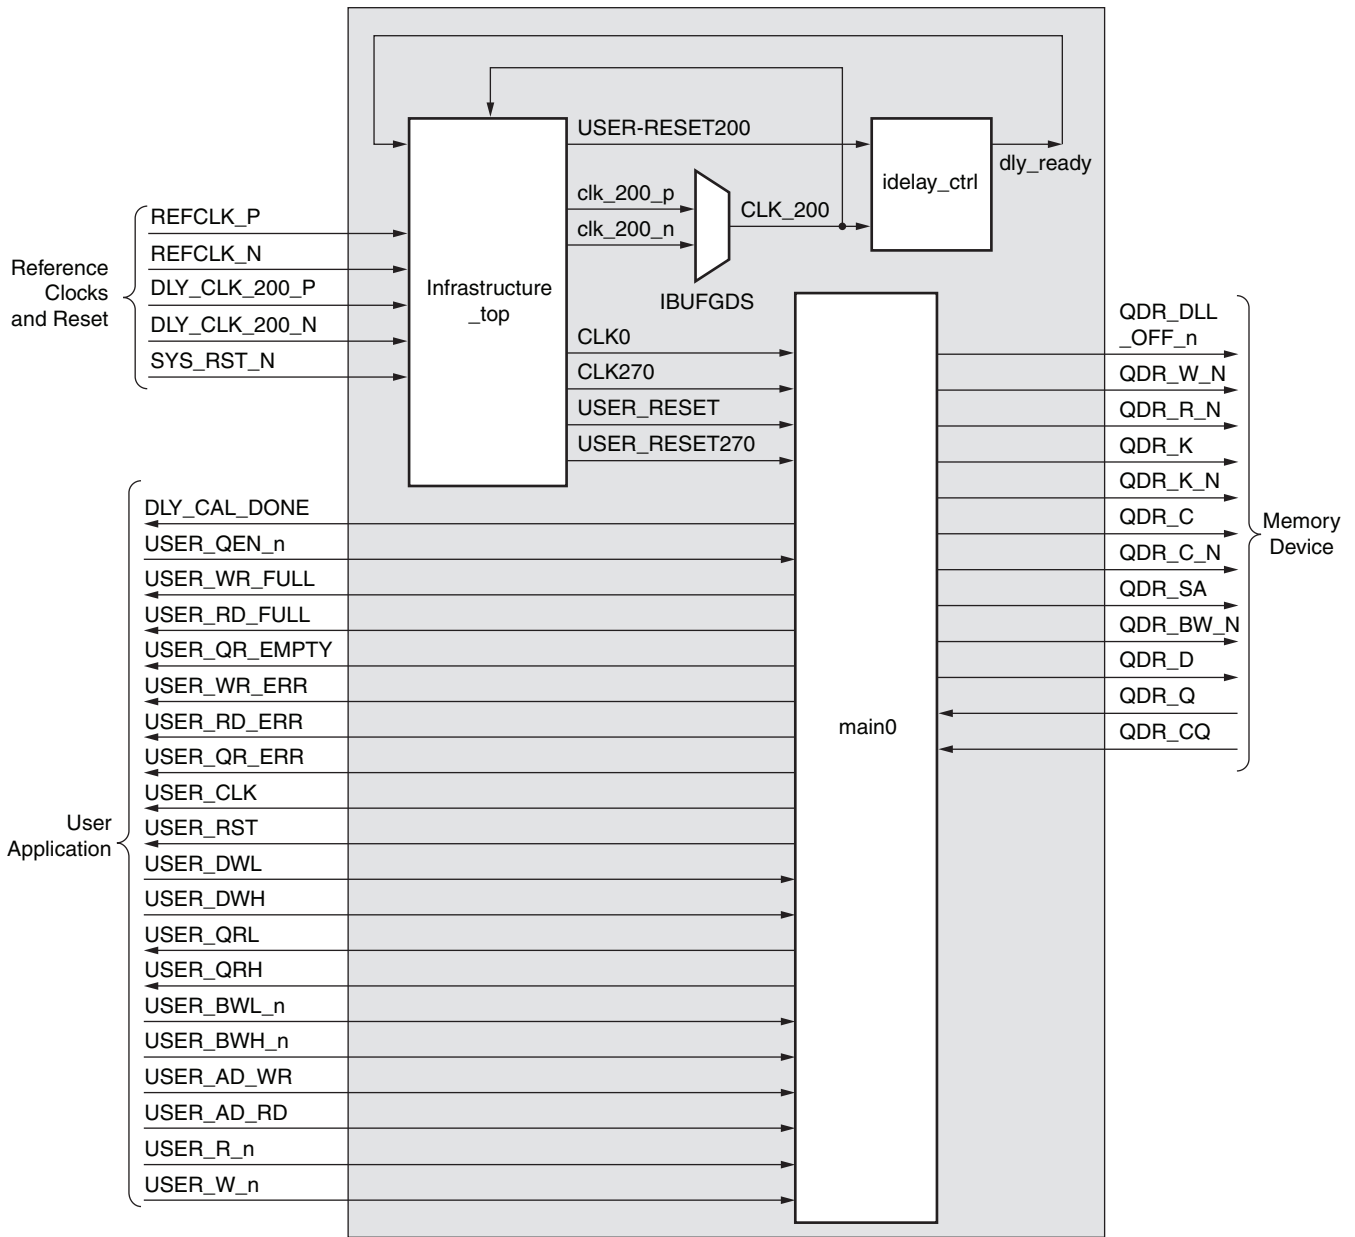 USER-RESET200
dly_ready
idelay_ctrl
clk_200_p
clk_200_n
CLK_200
IBUFGDS
Reference
Clocks
and Reset
REFCLK_P
REFCLK_N
DLY_CLK_200_P
DLY_CLK_200_N
SYS_RST_N
Infrastructure
_top
CLK0
CLK270
USER_RESET
USER_RESET270
User
Application
DLY_CAL_DONE
USER_QEN_n
USER_WR_FULL
USER_RD_FULL
USER_QR_EMPTY
USER_WR_ERR
USER_RD_ERR
USER_QR_ERR
USER_CLK
USER_RST
USER_DWL
USER_DWH
USER_QRL
USER_QRH
USER_BWL_n
USER_BWH_n
USER_AD_WR
USER_AD_RD
USER_R_n
USER_W_n
main0
QDR_DLL
_OFF_n
QDR_W_N
QDR_R_N
QDR_K
QDR_K_N
QDR_C
QDR_C_N
QDR_SA
QDR_BW_N
QDR_D
QDR_Q
QDR_CQ
Memory
Device